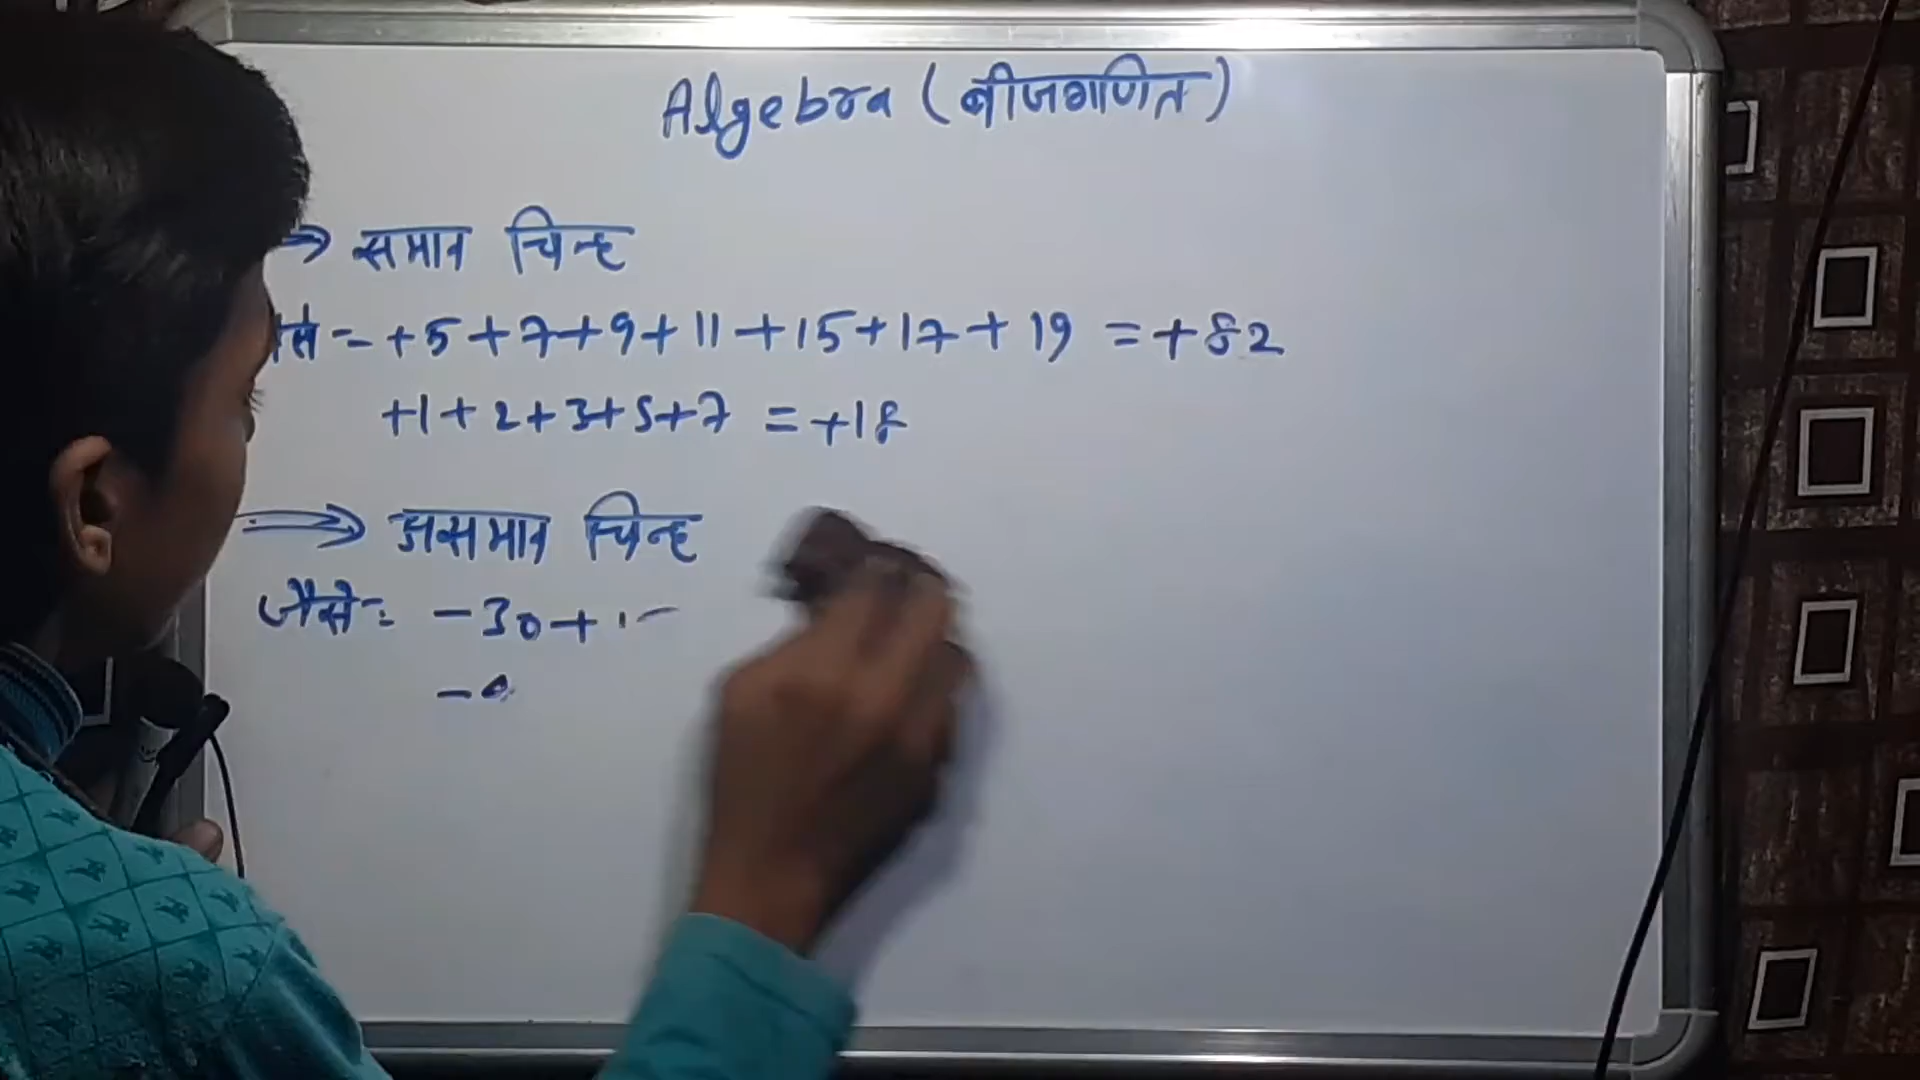 Algebra (बीजगणित)
→ समान चिन्ह
+5+7+9+11+15+17+19 = +82
+1+2+3+5+7 = +18
→ असमान चिन्ह
जैसे:- -30+
-